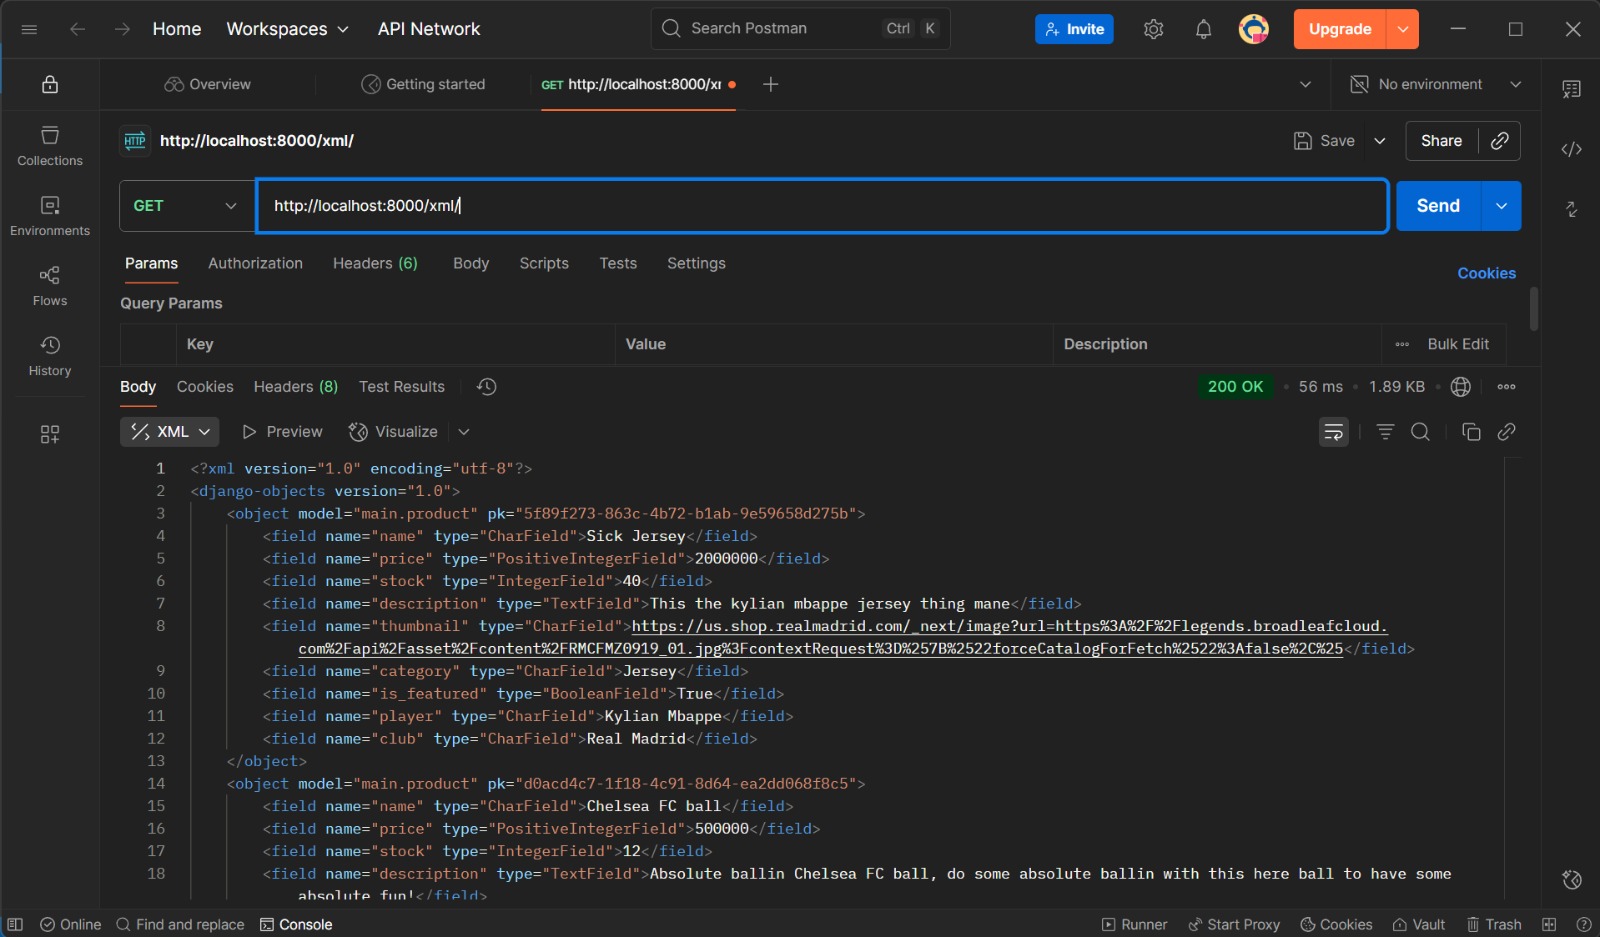 Home Workspaces API Network Search Postman Ctrl K Invite Upgrade
Overview Getting started GET http://localhost:8000/xr No environment
HTTP http://localhost:8000/xml/ Save Share
GET http://localhost:8000/xml/ Send
Params Authorization Headers (6) Body Scripts Tests Settings Cookies
Query Params
Key Value Description Bulk Edit
Collections
Environments
Flows
History
Body Cookies Headers (8) Test Results 200 OK 56 ms 1.89 KB
XML Preview Visualize
1 <?xml version="1.0" encoding="utf-8"?>
2 <django-objects version="1.0">
3 <object model="main.product" pk="5f89f273-863c-4b72-b1ab-9e59658d275b">
4 <field name="name" type="CharField">Sick Jersey</field>
5 <field name="price" type="PositiveIntegerField">2000000</field>
6 <field name="stock" type="IntegerField">40</field>
7 <field name="description" type="TextField">This the kylian mbappe jersey thing mane</field>
8 <field name="thumbnail" type="CharField">https://us.shop.realmadrid.com/_next/image?url=https%3A%2F%2Flegends.broadleafcloud.
com%2Fapi%2Fasset%2Fcontent%2FRMCFMZ0919_01.jpg%3FcontextRequest%3D%257B%2522forceCatalogForFetch%2522%3Afalse%2C%25</field>
9 <field name="category" type="CharField">Jersey</field>
10 <field name="is_featured" type="BooleanField">True</field>
11 <field name="player" type="CharField">Kylian Mbappe</field>
12 <field name="club" type="CharField">Real Madrid</field>
13 </object>
14 <object model="main.product" pk="d0acd4c7-1f18-4c91-8d64-ea2dd068f8c5">
15 <field name="name" type="CharField">Chelsea FC ball</field>
16 <field name="price" type="PositiveIntegerField">500000</field>
17 <field name="stock" type="IntegerField">12</field>
18 <field name="description" type="TextField">Absolute ballin Chelsea FC ball, do some absolute ballin with this here ball to have some
absolute fun!</field>
Online Find and replace Console Runner Start Proxy Cookies Vault Trash